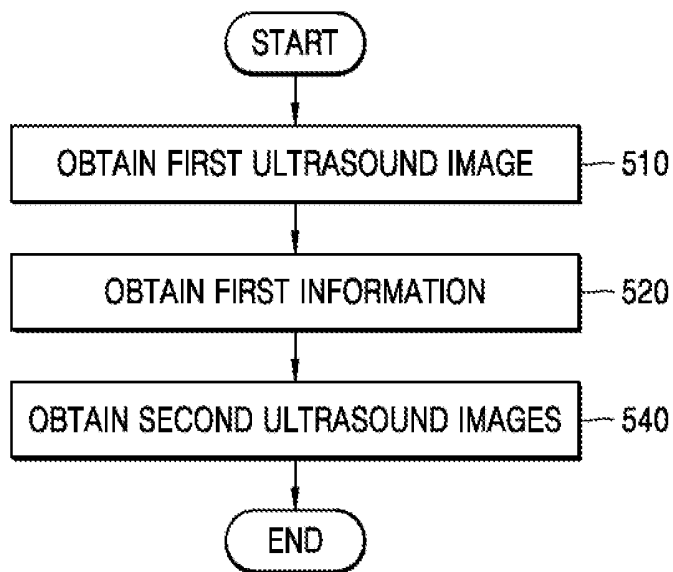 START
OBTAIN FIRST ULTRASOUND IMAGE 510
OBTAIN FIRST INFORMATION 520
OBTAIN SECOND ULTRASOUND IMAGES 540
END